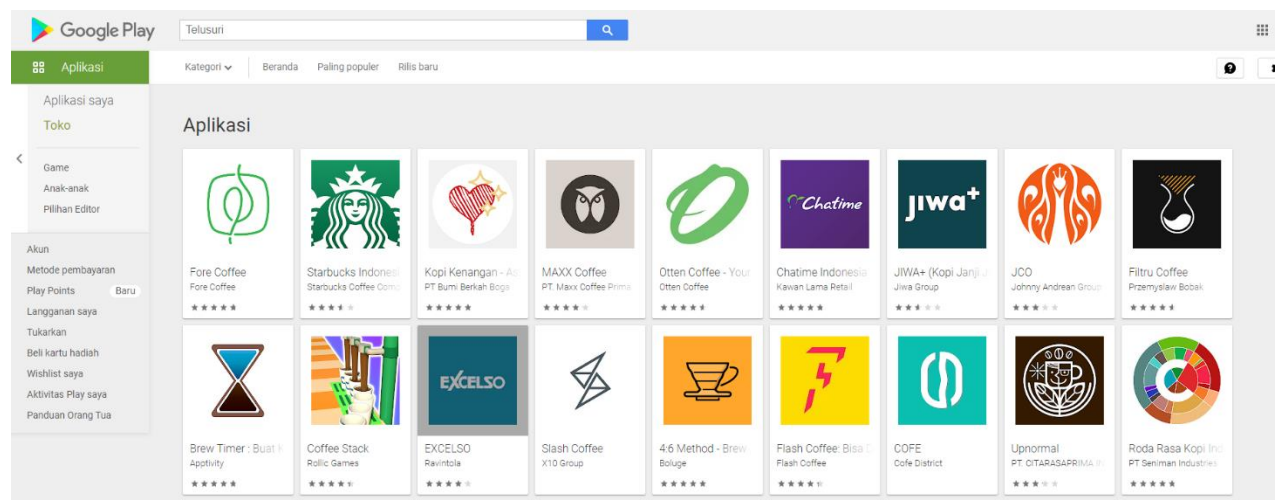 Google Play
Telusuri
Aplikasi
Kategori
Beranda
Paling populer
Rilis baru
Aplikasi saya
Toko
Game
Anak-anak
Pilihan Editor
Akun
Metode pembayaran
Play Points Baru
Langganan saya
Tukarkan
Beli kartu hadiah
Wishlist saya
Aktivitas Play saya
Panduan Orang Tua
Aplikasi
Chatime
JIWA+
Fore Coffee
Fore Coffee
Starbucks Indones
Starbucks Coffee Com
Kopi Kenangan - As
PT Bumi Berkah Boga
MAXX Coffee
PT. Maxx Coffee Prima
Otten Coffee - Your
Otten Coffee
Chatime Indonesia
Kawan Lama Retail
JIWA+ (Kopi Janji J
Jiwa Group
JCO
Johnny Andrean Group
Filtru Coffee
Przemyslaw Bobak
EXCELSO
Brew Timer : Buat K
Apptivity
Coffee Stack
Rollic Games
EXCELSO
Ravintola
Slash Coffee
X10 Group
4:6 Method - Brew
Boluge
Flash Coffee: Bisa
Flash Coffee
COFE
Cofe District
Upnormal
PT. CITARASAPRIMA
Roda Rasa Kopi Ind
PT Seniman Industries